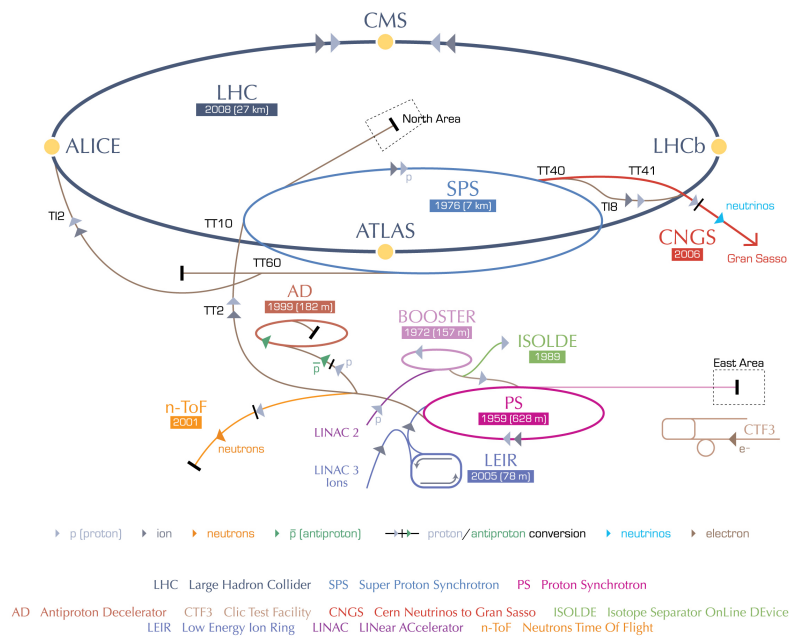 CMS
LHC
2008 (27 km)
North Area
ALICE
LHCb
TT40
TT41
SPS
1976 (7 km)
p
TI2
TI8
neutrinos
TT10
ATLAS
CNGS
2006
Gran Sasso
TT60
AD
1999 (182 m)
TT2
BOOSTER
1972 (157 m)
ISOLDE
1989
p̅
p
East Area
n-ToF
2001
PS
1959 (628 m)
LINAC 2
p
neutrons
CTF3
e-
LEIR
2005 (78 m)
LINAC 3
Ions
p (proton) ion neutrons p̅ (antiproton) proton/antiproton conversion neutrinos electron
LHC Large Hadron Collider SPS Super Proton Synchrotron PS Proton Synchrotron
AD Antiproton Decelerator CTF3 Clic Test Facility CNGS Cern Neutrinos to Gran Sasso ISOLDE Isotope Separator OnLine DEvice
LEIR Low Energy Ion Ring LINAC LINear ACcelerator n-ToF Neutrons Time Of Flight